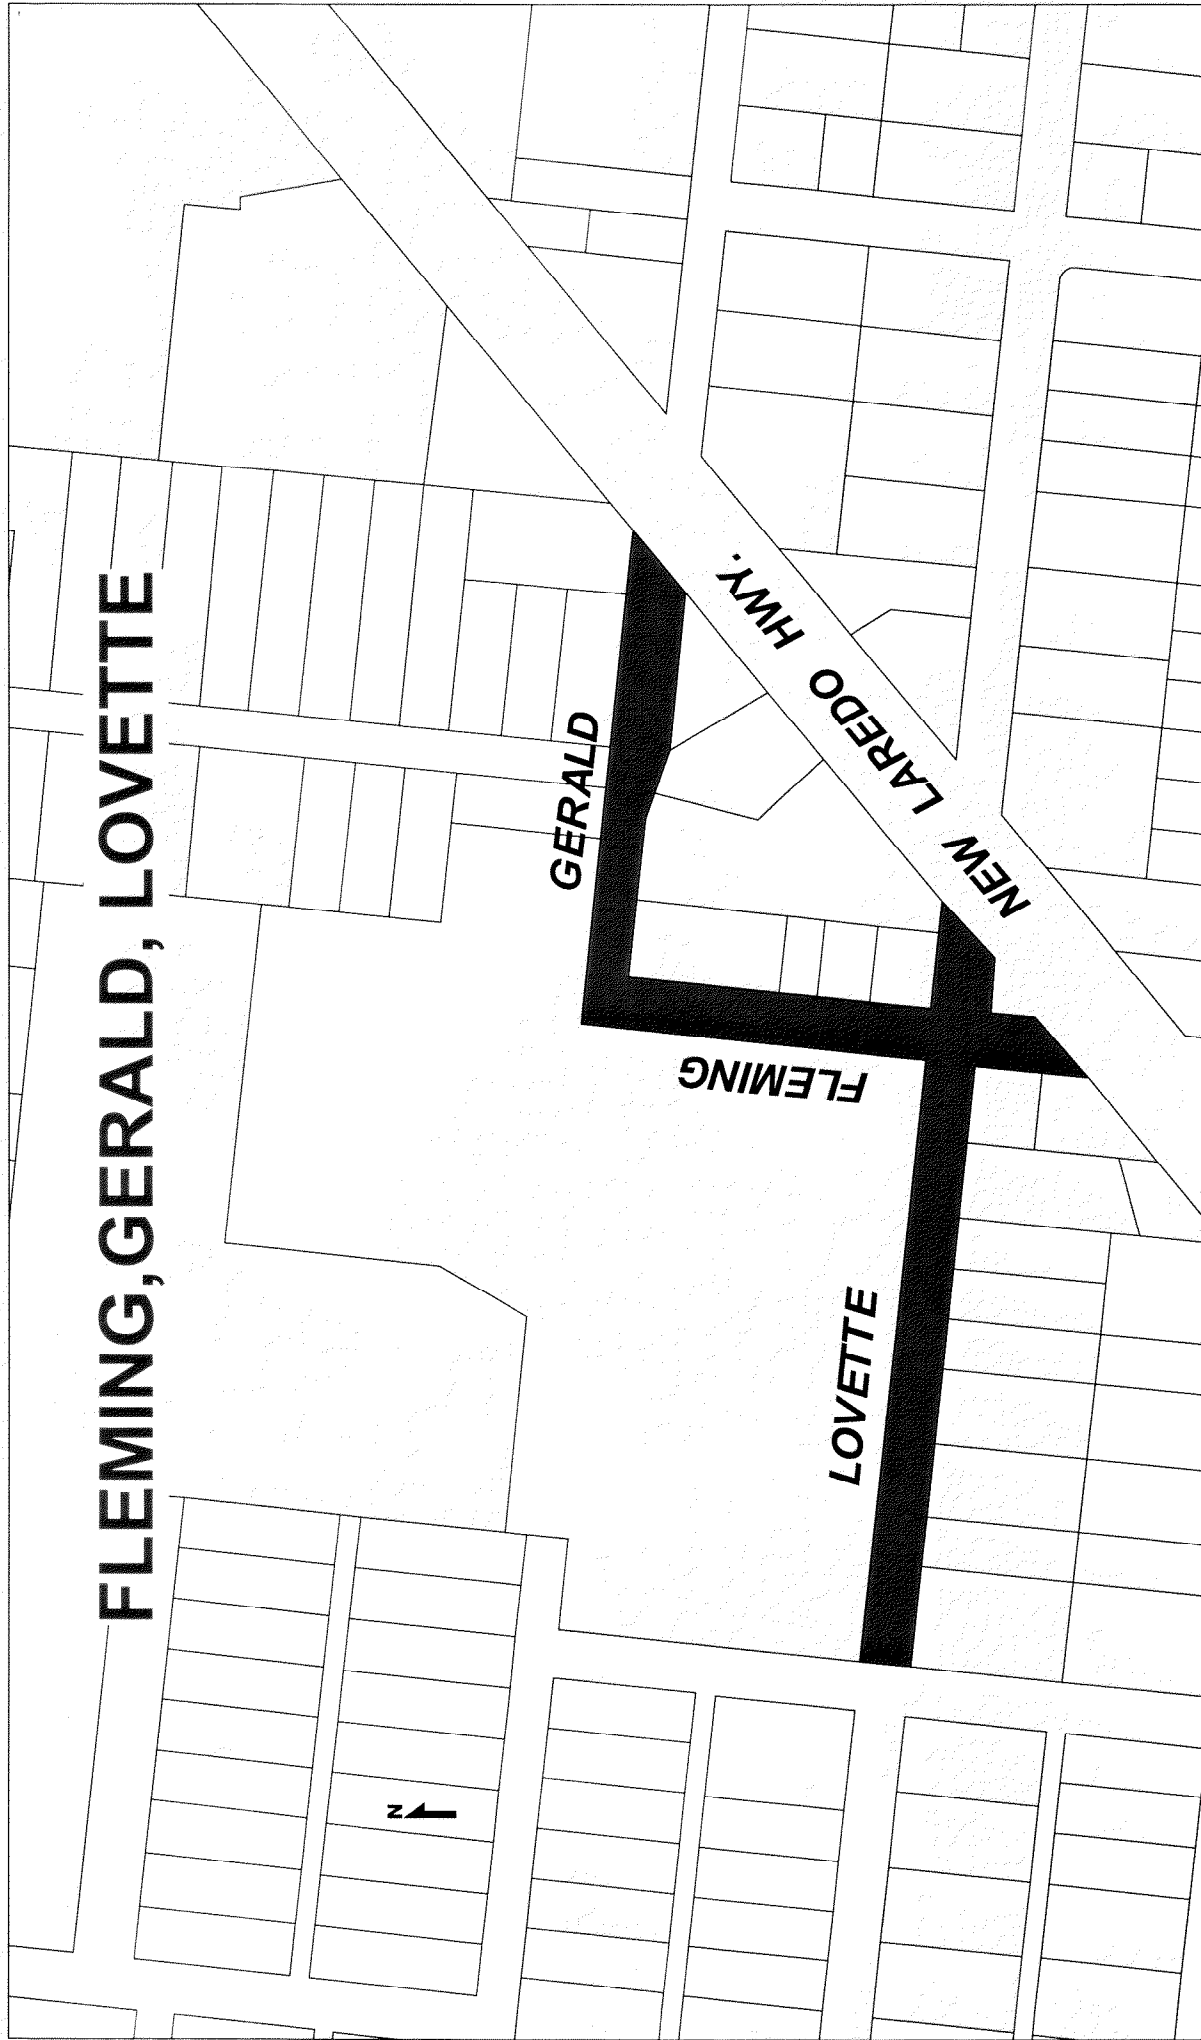 FLEMING,GERALD, LOVETTE
GERALD
NEW LAREDO HWY.
FLEMING
LOVETTE
N